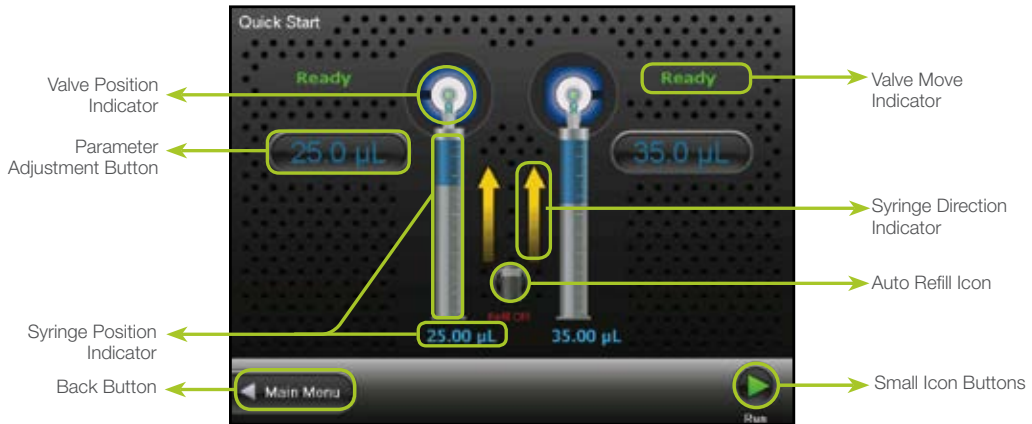 Quick Start
Ready
Ready
Valve Position
Indicator
Valve Move
Indicator
Parameter
Adjustment Button
25.0 µL
35.0 µL
Syringe Direction
Indicator
Auto Refill Icon
Refill Off
Syringe Position
Indicator
25.00 µL
35.00 µL
Back Button
Main Menu
Small Icon Buttons
Run